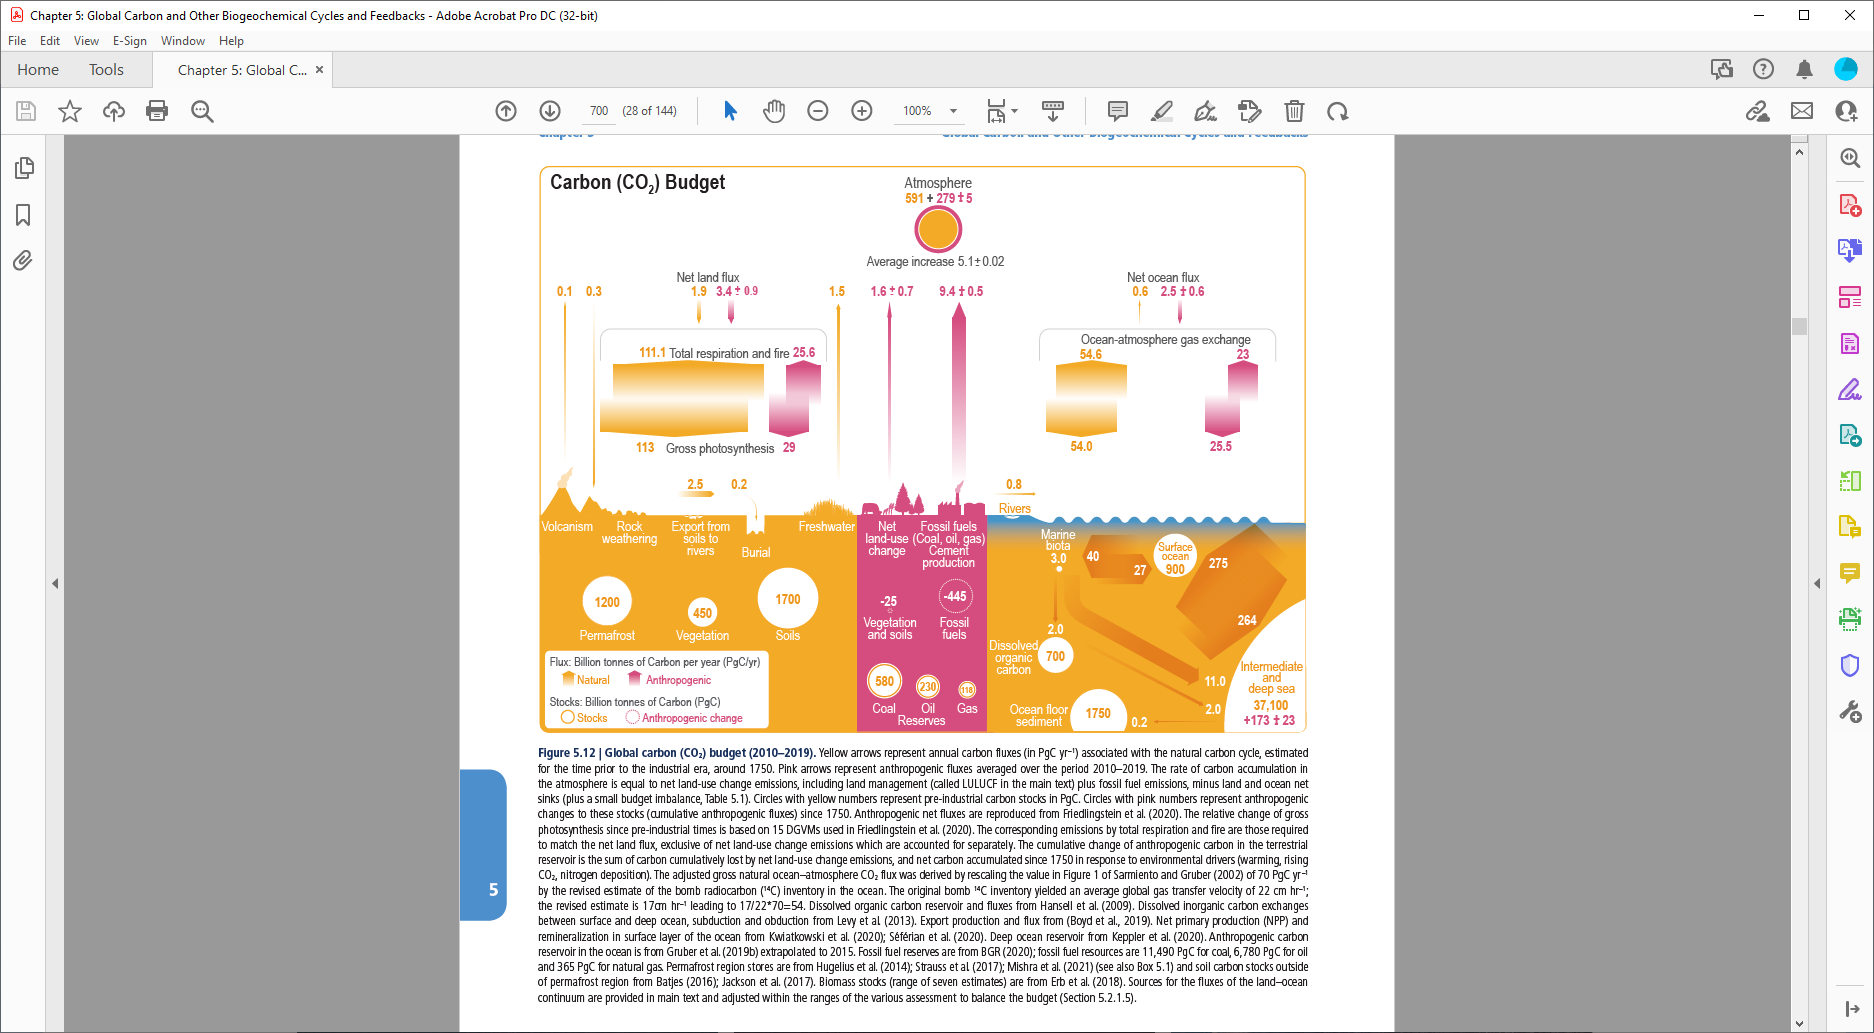 Chapter 5: Global Carbon and Other Biogeochemical Cycles and Feedbacks - Adobe Acrobat Pro DC (32-bit)
File Edit View E-Sign Window Help
Home Tools Chapter 5: Global C... ×
700 (28 of 144) 100%
Chapter 5 Global Carbon and Other Biogeochemical Cycles and Feedbacks
Carbon (CO₂) Budget
Atmosphere
591 + 279 ± 5
Average increase 5.1 ± 0.02
Net land flux
Net ocean flux
0.1 0.3 1.9 3.4 ± 0.9 1.5 1.6 ± 0.7 9.4 ± 0.5 0.6 2.5 ± 0.6
Ocean-atmosphere gas exchange
111.1 Total respiration and fire 25.6 54.6 23
113 Gross photosynthesis 29 54.0 25.5
2.5 0.2 0.8
Rivers
Volcanism
Rock
weathering
Export from
soils to
rivers
Burial
Freshwater
Net
land-use
change
Fossil fuels
(Coal, oil, gas)
Cement
production
Marine
biota
3.0
40
27
Surface
ocean
900
275
264
1200
Permafrost
450
Vegetation
1700
Soils
-25
Vegetation
and soils
-445
Fossil
fuels
2.0
Dissolved
organic
carbon
700
580
Coal
230
Oil
118
Gas
Reserves
11.0
2.0
0.2
Ocean floor
sediment
1750
Intermediate
and
deep sea
37,100
+173 ± 23
Flux: Billion tonnes of Carbon per year (PgC/yr)
Natural Anthropogenic
Stocks: Billion tonnes of Carbon (PgC)
Stocks Anthropogenic change
Figure 5.12 | Global carbon (CO₂) budget (2010–2019). Yellow arrows represent annual carbon fluxes (in PgC yr⁻¹) associated with the natural carbon cycle, estimated
for the time prior to the industrial era, around 1750. Pink arrows represent anthropogenic fluxes averaged over the period 2010–2019. The rate of carbon accumulation in
the atmosphere is equal to net land-use change emissions, including land management (called LULUCF in the main text) plus fossil fuel emissions, minus land and ocean net
sinks (plus a small budget imbalance, Table 5.1). Circles with yellow numbers represent pre-industrial carbon stocks in PgC. Circles with pink numbers represent anthropogenic
changes to these stocks (cumulative anthropogenic fluxes) since 1750. Anthropogenic net fluxes are reproduced from Friedlingstein et al. (2020). The relative change of gross
photosynthesis since pre-industrial times is based on 15 DGVMs used in Friedlingstein et al. (2020). The corresponding emissions by total respiration and fire are those required
to match the net land flux, exclusive of net land-use change emissions which are accounted for separately. The cumulative change of anthropogenic carbon in the terrestrial
reservoir is the sum of carbon cumulatively lost by net land-use change emissions, and net carbon accumulated since 1750 in response to environmental drivers (warming, rising
CO₂, nitrogen deposition). The adjusted gross natural ocean–atmosphere CO₂ flux was derived by rescaling the value in Figure 1 of Sarmiento and Gruber (2002) of 70 PgC yr⁻¹
by the revised estimate of the bomb radiocarbon (¹⁴C) inventory in the ocean. The original bomb ¹⁴C inventory yielded an average global gas transfer velocity of 22 cm hr⁻¹;
the revised estimate is 17cm hr⁻¹ leading to 17/22*70=54. Dissolved organic carbon reservoir and fluxes from Hansell et al. (2009). Dissolved inorganic carbon exchanges
between surface and deep ocean, subduction and obduction from Levy et al. (2013). Export production and flux from (Boyd et al., 2019). Net primary production (NPP) and
remineralization in surface layer of the ocean from Kwiatkowski et al. (2020); Séférian et al. (2020). Deep ocean reservoir from Keppler et al. (2020). Anthropogenic carbon
reservoir in the ocean is from Gruber et al. (2019b) extrapolated to 2015. Fossil fuel reserves are from BGR (2020); fossil fuel resources are 11,490 PgC for coal, 6,780 PgC for oil
and 365 PgC for natural gas. Permafrost region stores are from Hugelius et al. (2014); Strauss et al. (2017); Mishra et al. (2021) (see also Box 5.1) and soil carbon stocks outside
of permafrost region from Batjes (2016); Jackson et al. (2017). Biomass stocks (range of seven estimates) are from Erb et al. (2018). Sources for the fluxes of the land–ocean
continuum are provided in main text and adjusted within the ranges of the various assessment to balance the budget (Section 5.2.1.5).
5